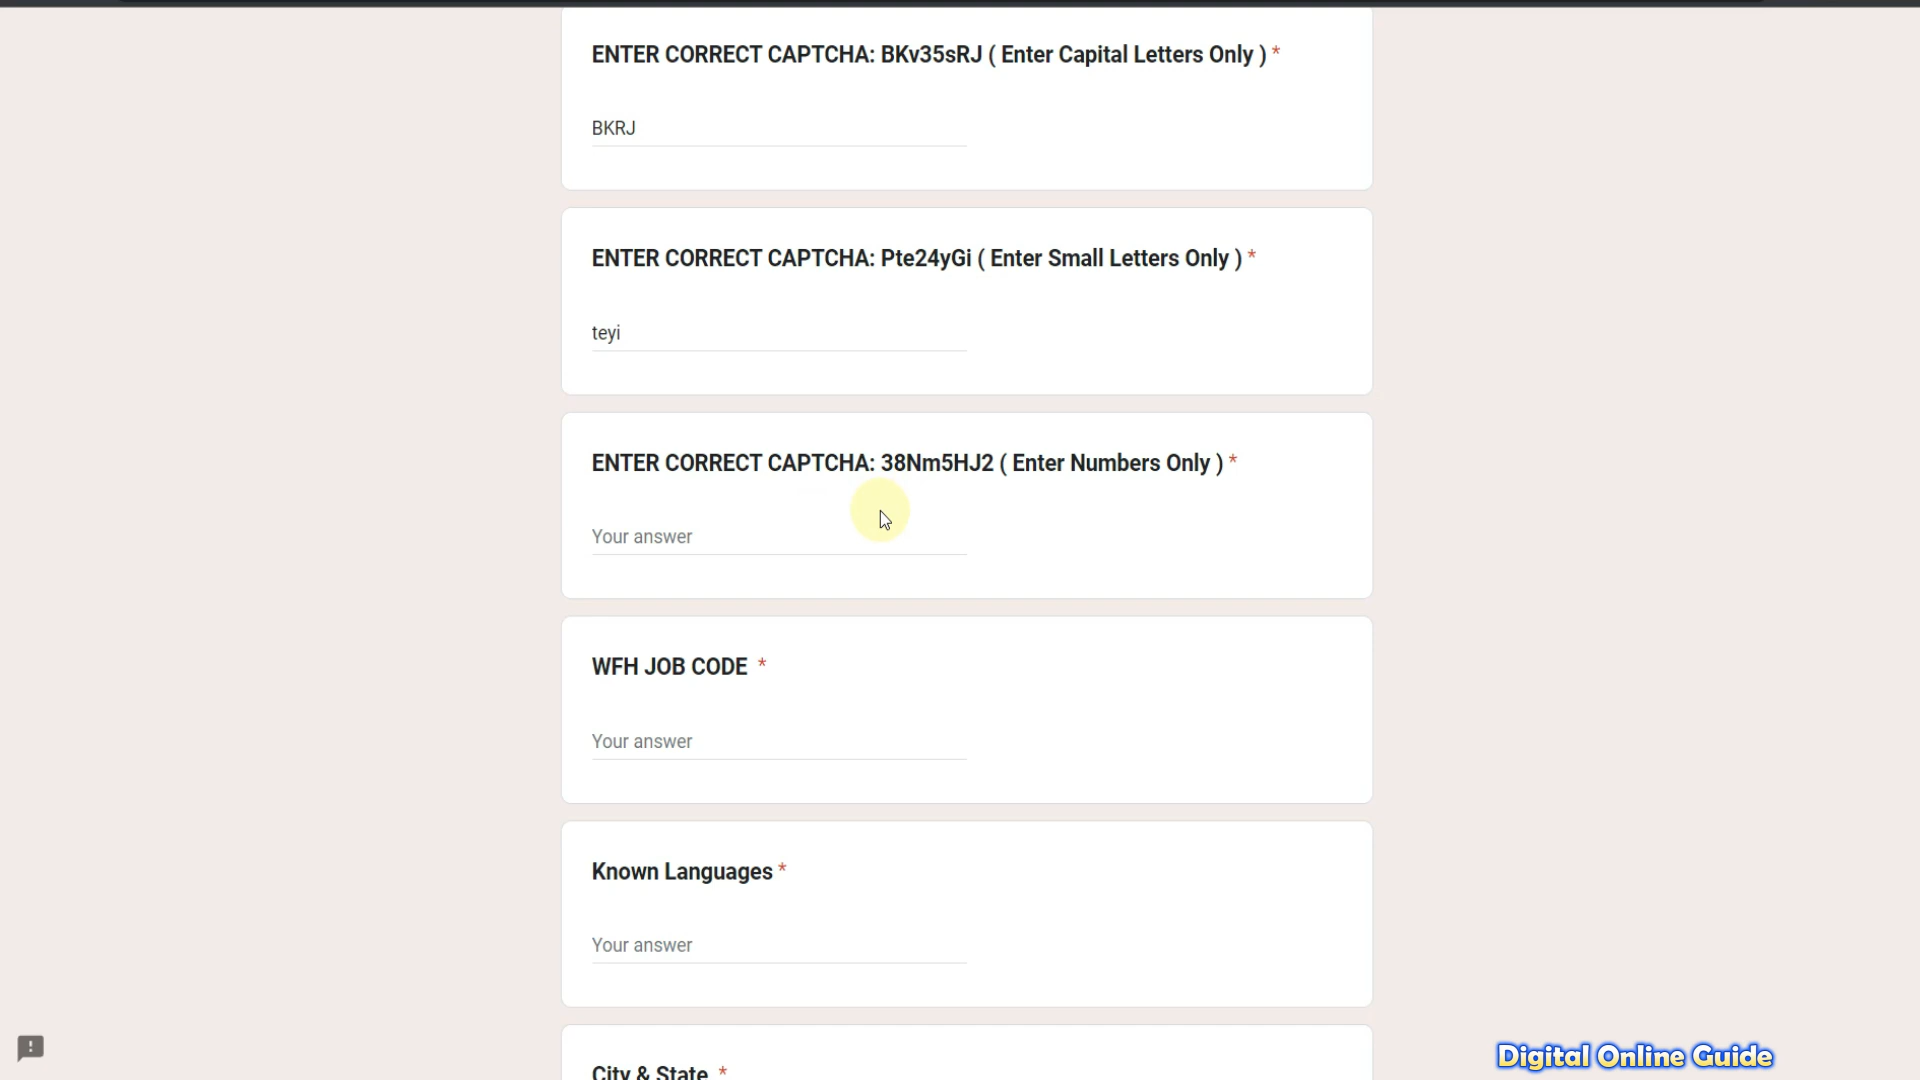 ENTER CORRECT CAPTCHA: BKv35sRJ ( Enter Capital Letters Only ) *
BKRJ
ENTER CORRECT CAPTCHA: Pte24yGi ( Enter Small Letters Only ) *
teyi
ENTER CORRECT CAPTCHA: 38Nm5HJ2 ( Enter Numbers Only ) *
Your answer
WFH JOB CODE *
Your answer
Known Languages *
Your answer
City & State *
Digital Online Guide